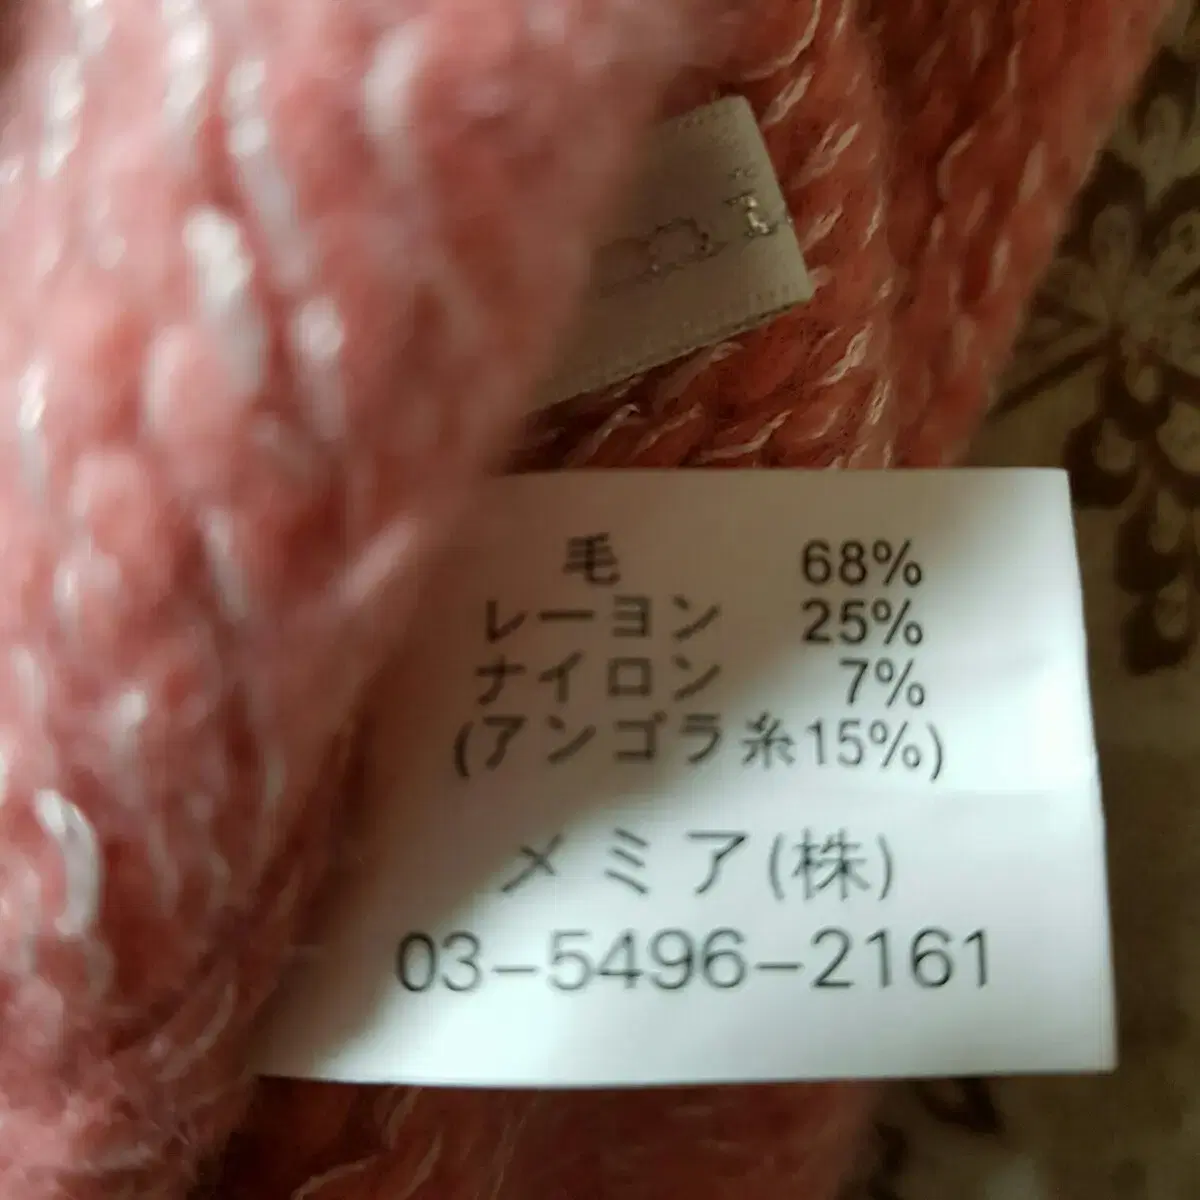 毛 68%
レーヨン 25%
ナイロン 7%
(アンゴラ糸15%)
メミア(株)
03-5496-2161